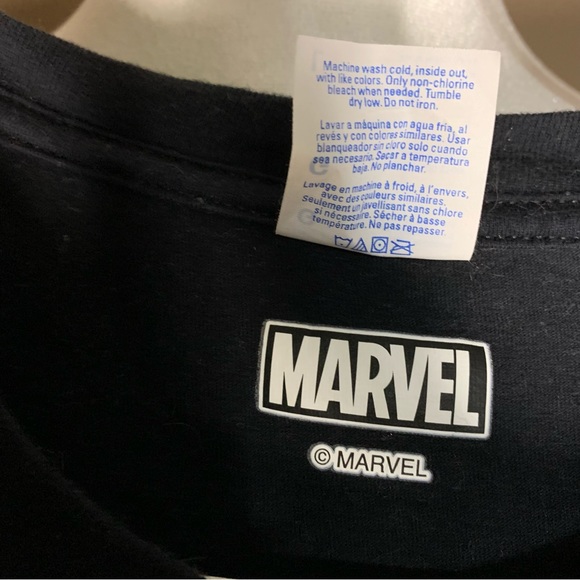 Machine wash cold, inside out,
with like colors. Only non-chlorine
bleach when needed. Tumble
dry low. Do not iron.
Lavar a máquina con agua fría, al
revés y con colores similares. Usar
blanqueador sin cloro solo cuando
sea necesario. Secar a temperatura
baja. No planchar.
Lavage en machine à froid, à l'envers,
avec des couleurs similaires.
Seulement un javellisant sans chlore
si nécessaire. Sécher à basse
température. Ne pas repasser.
MARVEL
© MARVEL